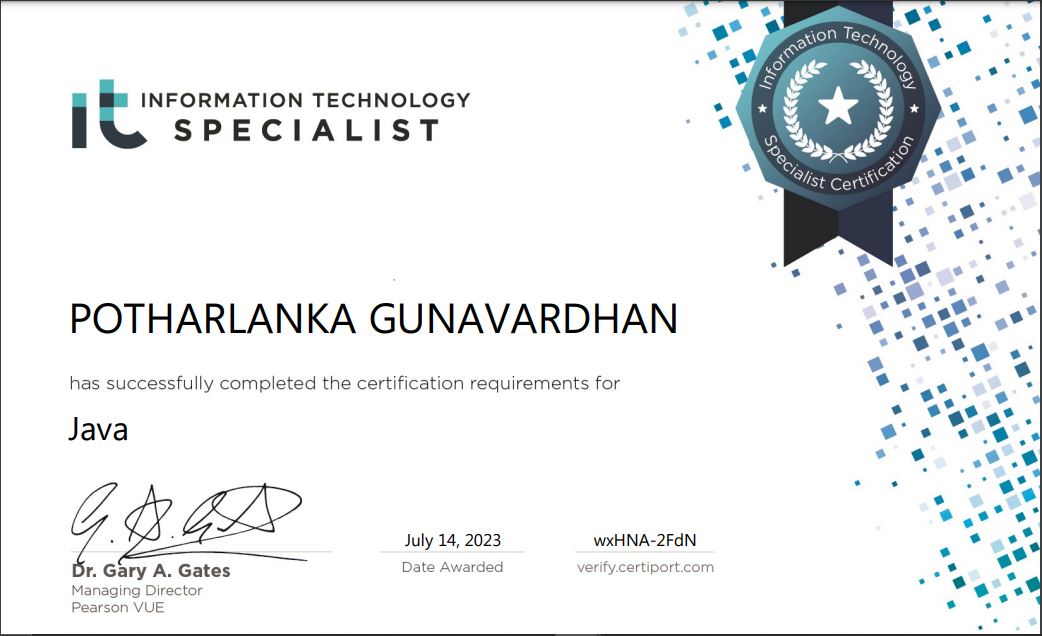 it INFORMATION TECHNOLOGY
SPECIALIST
Information Technology
Specialist Certification
POTHARLANKA GUNAVARDHAN
has successfully completed the certification requirements for
Java
July 14, 2023
wxHNA-2FdN
Dr. Gary A. Gates
Date Awarded
verify.certiport.com
Managing Director
Pearson VUE